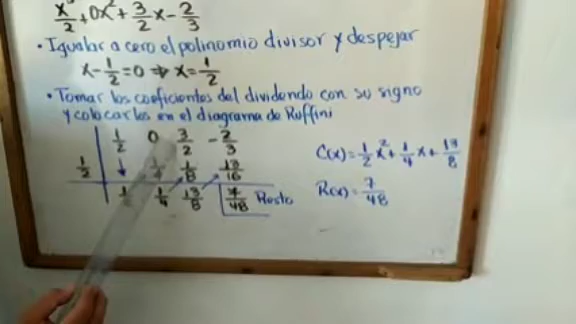 x³/2 + 0x² + 3/2 x - 2/3
• Igualar a cero el polinomio divisor y despejar
x - 1/2 = 0 ⇒ x = 1/2
• Tomar los coeficientes del dividendo con su signo
y colocarlos en el diagrama de Ruffini
1/2 0 3/2 - 2/3
1/2 ↓ 1/4 1/8 13/16
1/2 1/4 13/8 7/48 Resto
C(x) = 1/2 x² + 1/4 x + 13/8
R(x) = 7/48